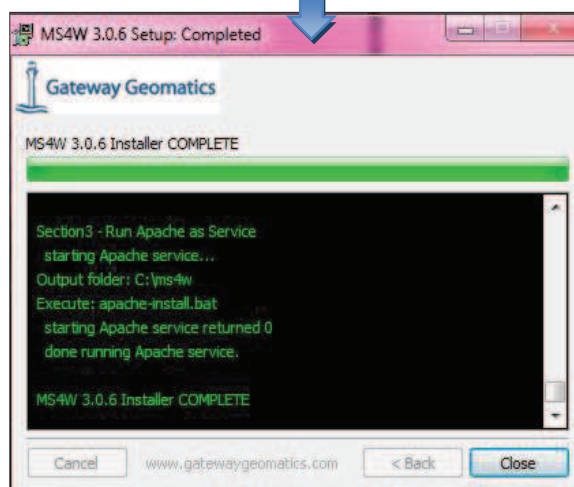 MS4W 3.0.6 Setup: Completed
Gateway Geomatics
MS4W 3.0.6 Installer COMPLETE
Section3 - Run Apache as Service
starting Apache service...
Output folder: C:\ms4w
Execute: apache-install.bat
starting Apache service returned 0
done running Apache service.
MS4W 3.0.6 Installer COMPLETE
Cancel www.gatewaygeomatics.com < Back Close